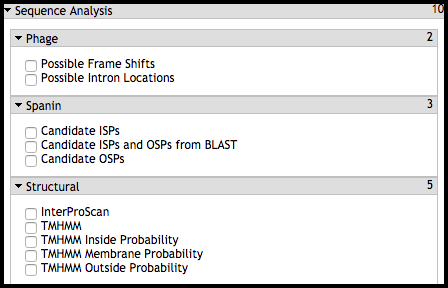 Sequence Analysis 10
Phage 2
Possible Frame Shifts
Possible Intron Locations
Spanin 3
Candidate ISPs
Candidate ISPs and OSPs from BLAST
Candidate OSPs
Structural 5
InterProScan
TMHMM
TMHMM Inside Probability
TMHMM Membrane Probability
TMHMM Outside Probability